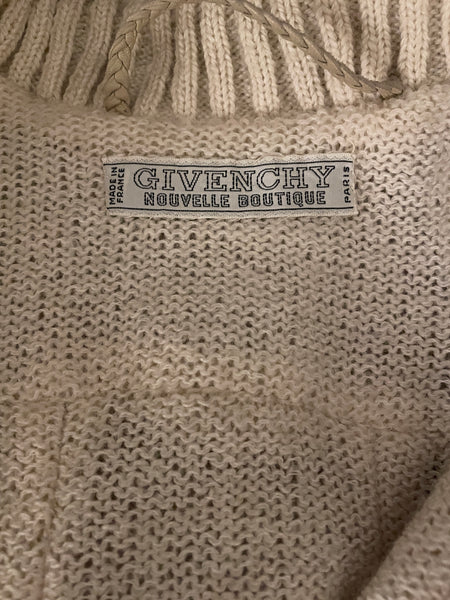 MADE IN
FRANCE
GIVENCHY
NOUVELLE BOUTIQUE
PARIS